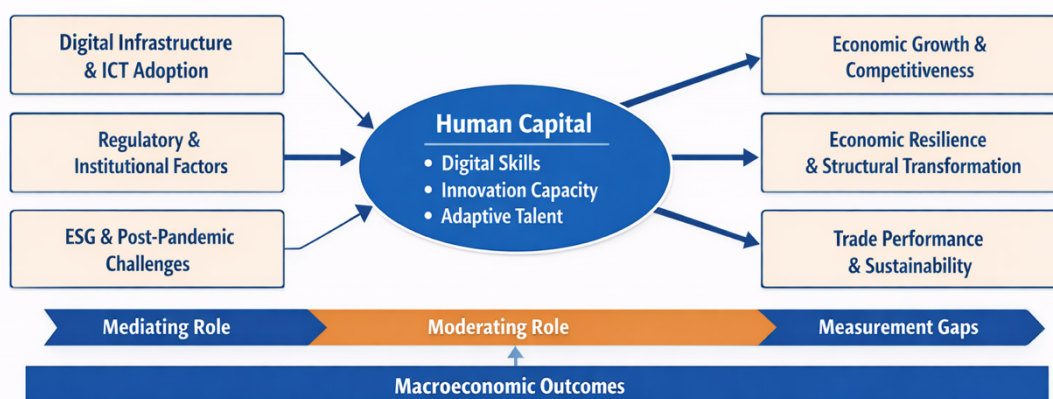 Digital Infrastructure
& ICT Adoption
Regulatory &
Institutional Factors
ESG & Post-Pandemic
Challenges
Human Capital
• Digital Skills
• Innovation Capacity
• Adaptive Talent
Economic Growth &
Competitiveness
Economic Resilience
& Structural Transformation
Trade Performance
& Sustainability
Mediating Role
Moderating Role
Measurement Gaps
Macroeconomic Outcomes